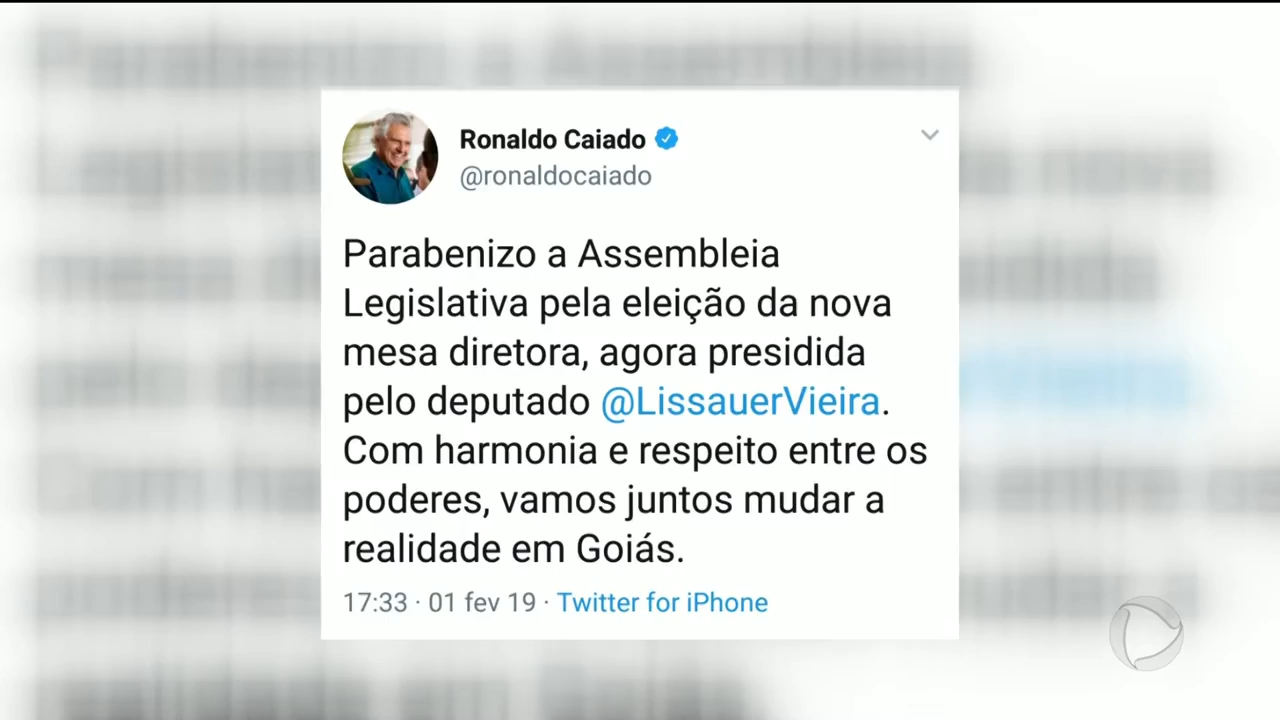 Ronaldo Caiado
@ronaldocaiado
Parabenizo a Assembleia
Legislativa pela eleição da nova
mesa diretora, agora presidida
pelo deputado @LissauerVieira.
Com harmonia e respeito entre os
poderes, vamos juntos mudar a
realidade em Goiás.
17:33 · 01 fev 19 · Twitter for iPhone